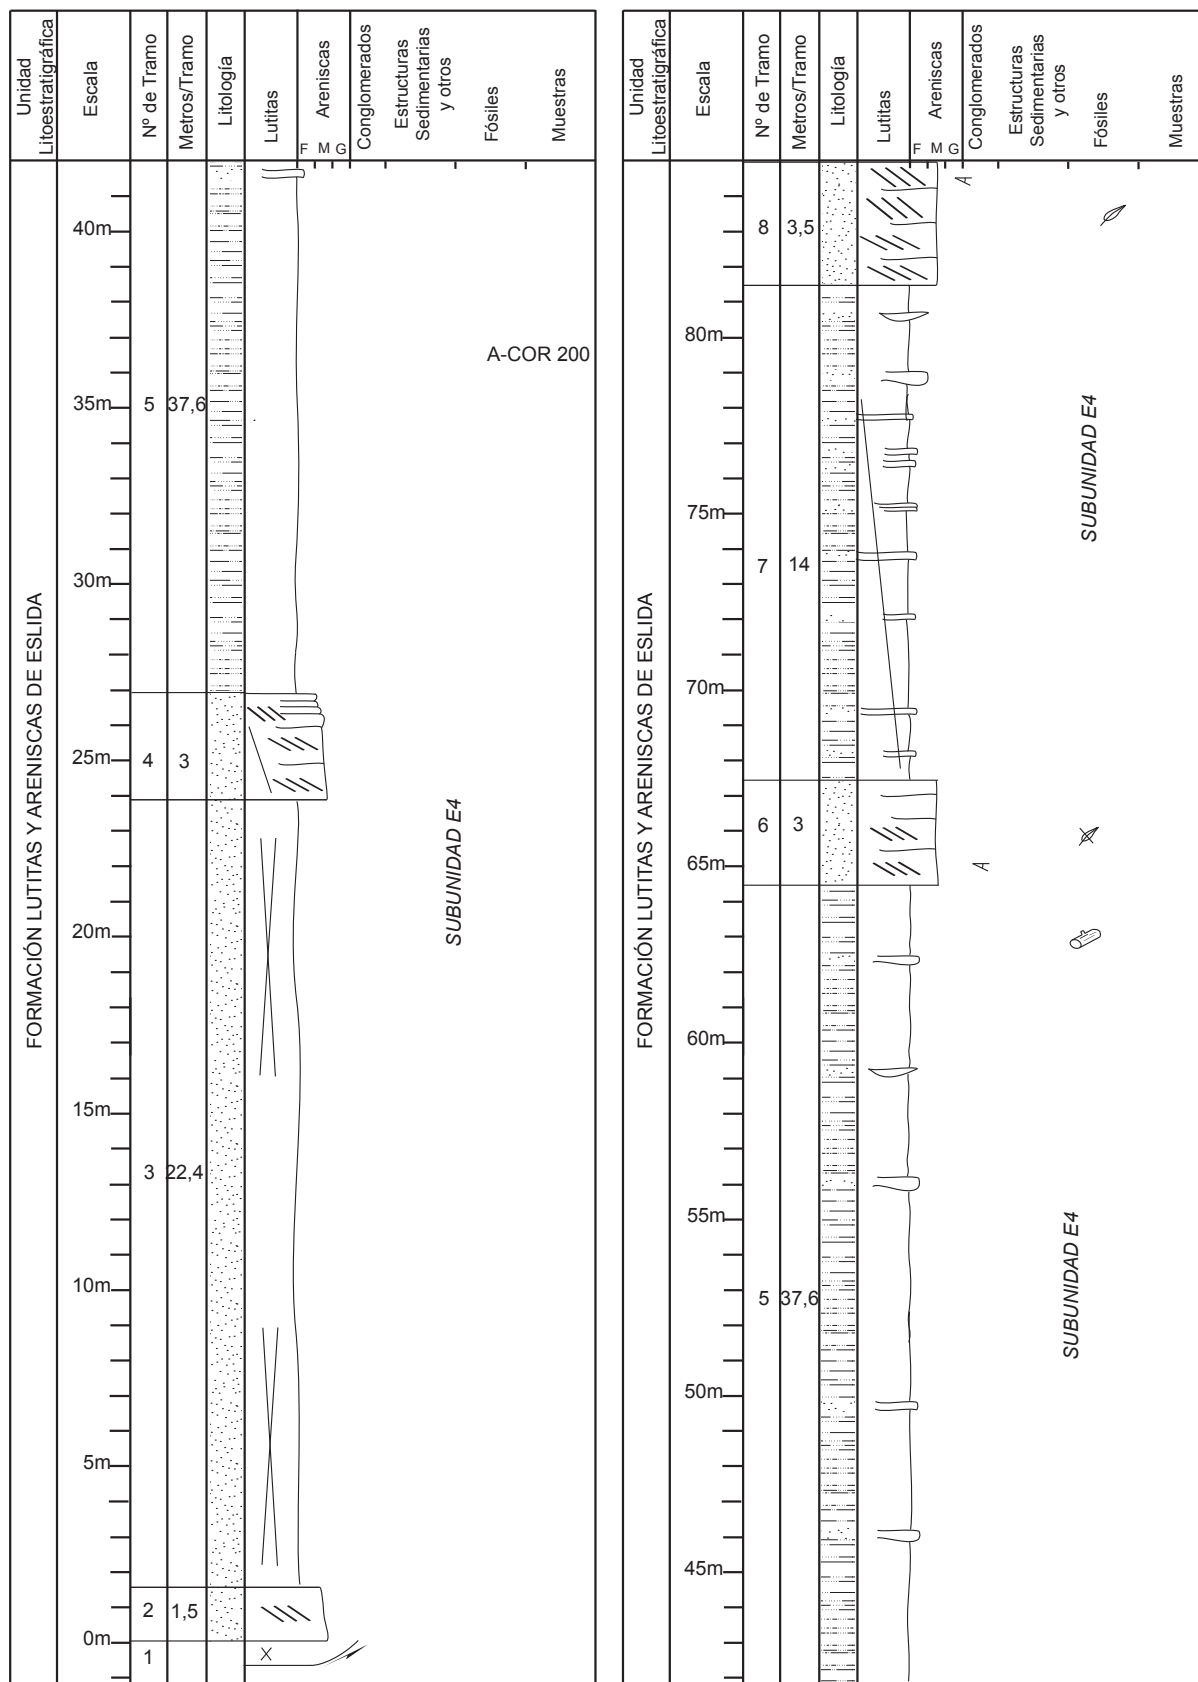 Unidad
Litoestratigráfica
Escala
Nº de Tramo
Metros/Tramo
Litología
Lutitas
Areniscas
F M G
Conglomerados
Estructuras
Sedimentarias
y otros
Fósiles
Muestras
40m
A-COR 200
35m
5
37,6
30m
25m
4
3
20m
15m
3
22,4
10m
5m
2
1,5
0m
1
X
FORMACIÓN LUTITAS Y ARENISCAS DE ESLIDA
SUBUNIDAD E4
Unidad
Litoestratigráfica
Escala
Nº de Tramo
Metros/Tramo
Litología
Lutitas
Areniscas
F M G
Conglomerados
Estructuras
Sedimentarias
y otros
Fósiles
Muestras
8
3,5
80m
SUBUNIDAD E4
75m
7
14
70m
6
3
65m
60m
55m
5
37,6
50m
45m
FORMACIÓN LUTITAS Y ARENISCAS DE ESLIDA
SUBUNIDAD E4